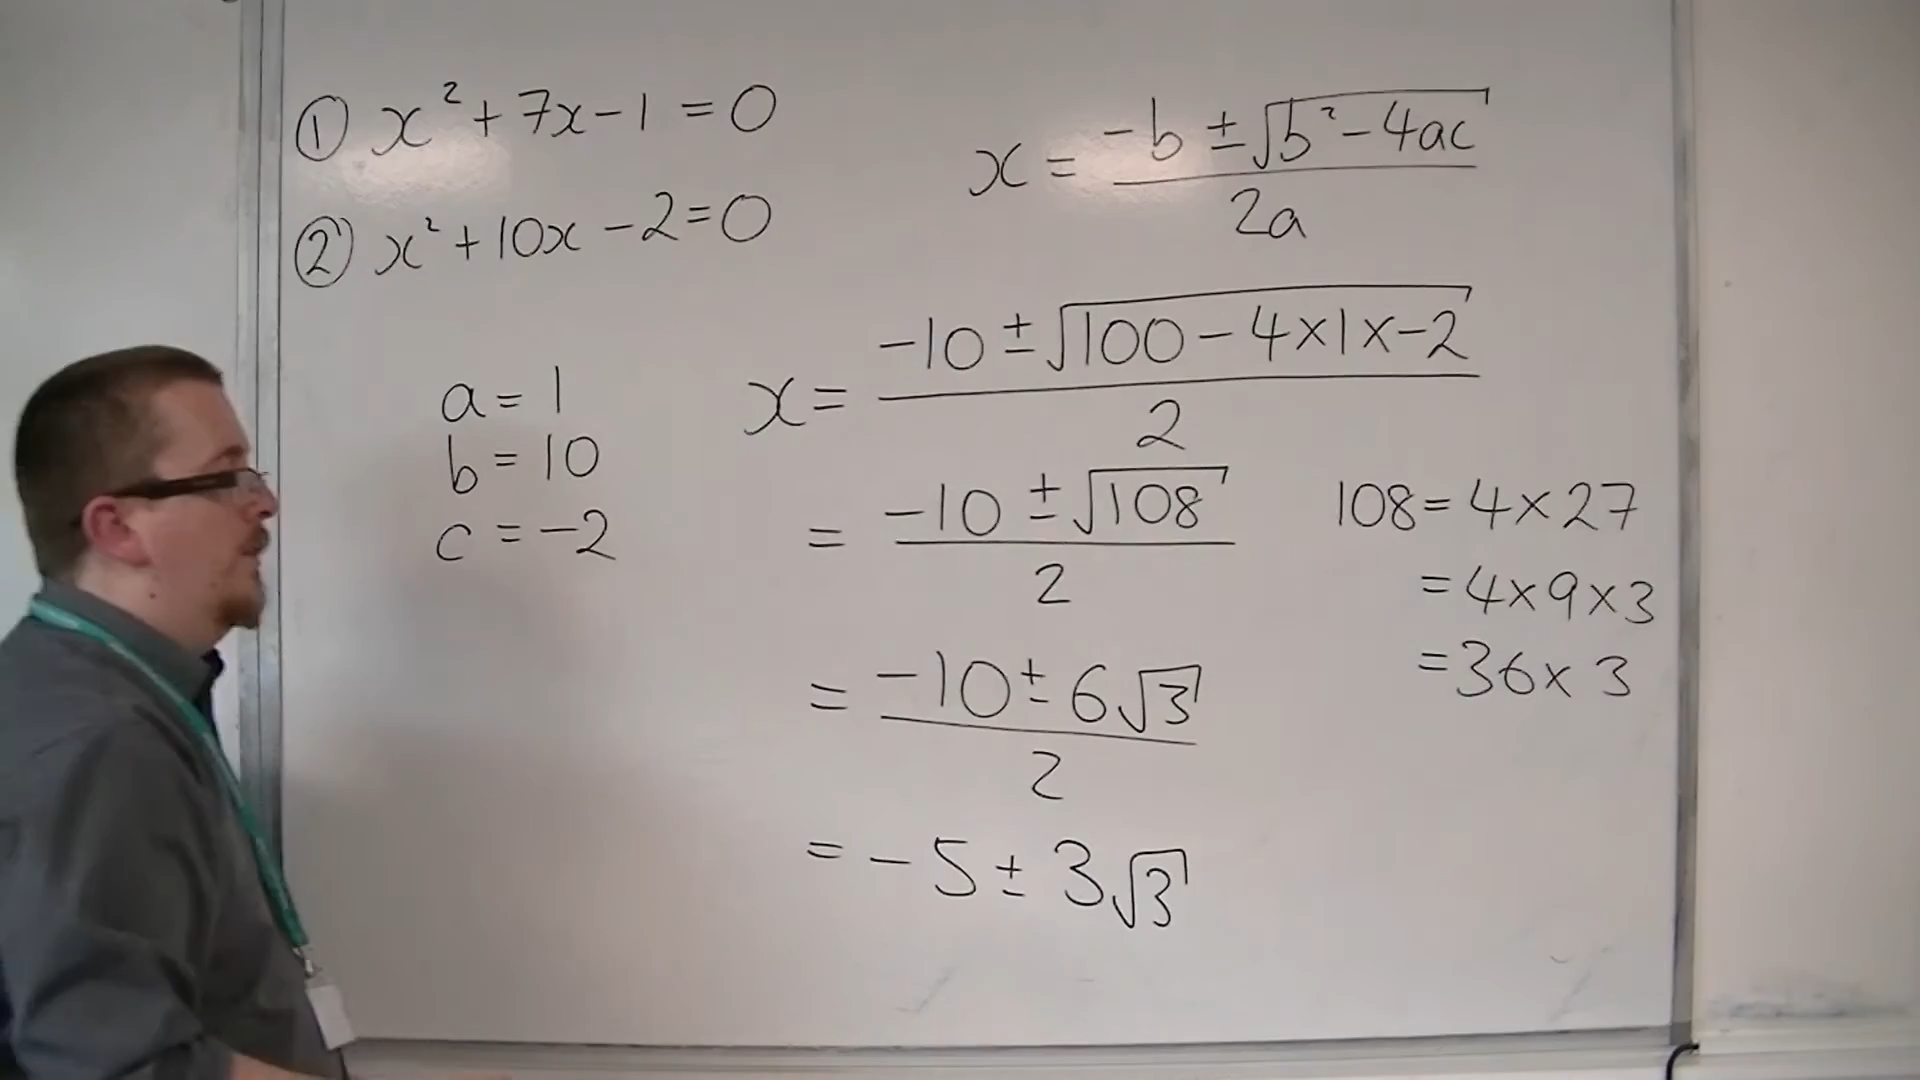 ① x² + 7x - 1 = 0
② x² + 10x - 2 = 0
x = (-b ± √(b² - 4ac)) / 2a
a = 1
b = 10
c = -2
x = (-10 ± √(100 - 4 × 1 × -2)) / 2
= (-10 ± √108) / 2
= (-10 ± 6√3) / 2
= -5 ± 3√3
108 = 4 × 27
= 4 × 9 × 3
= 36 × 3